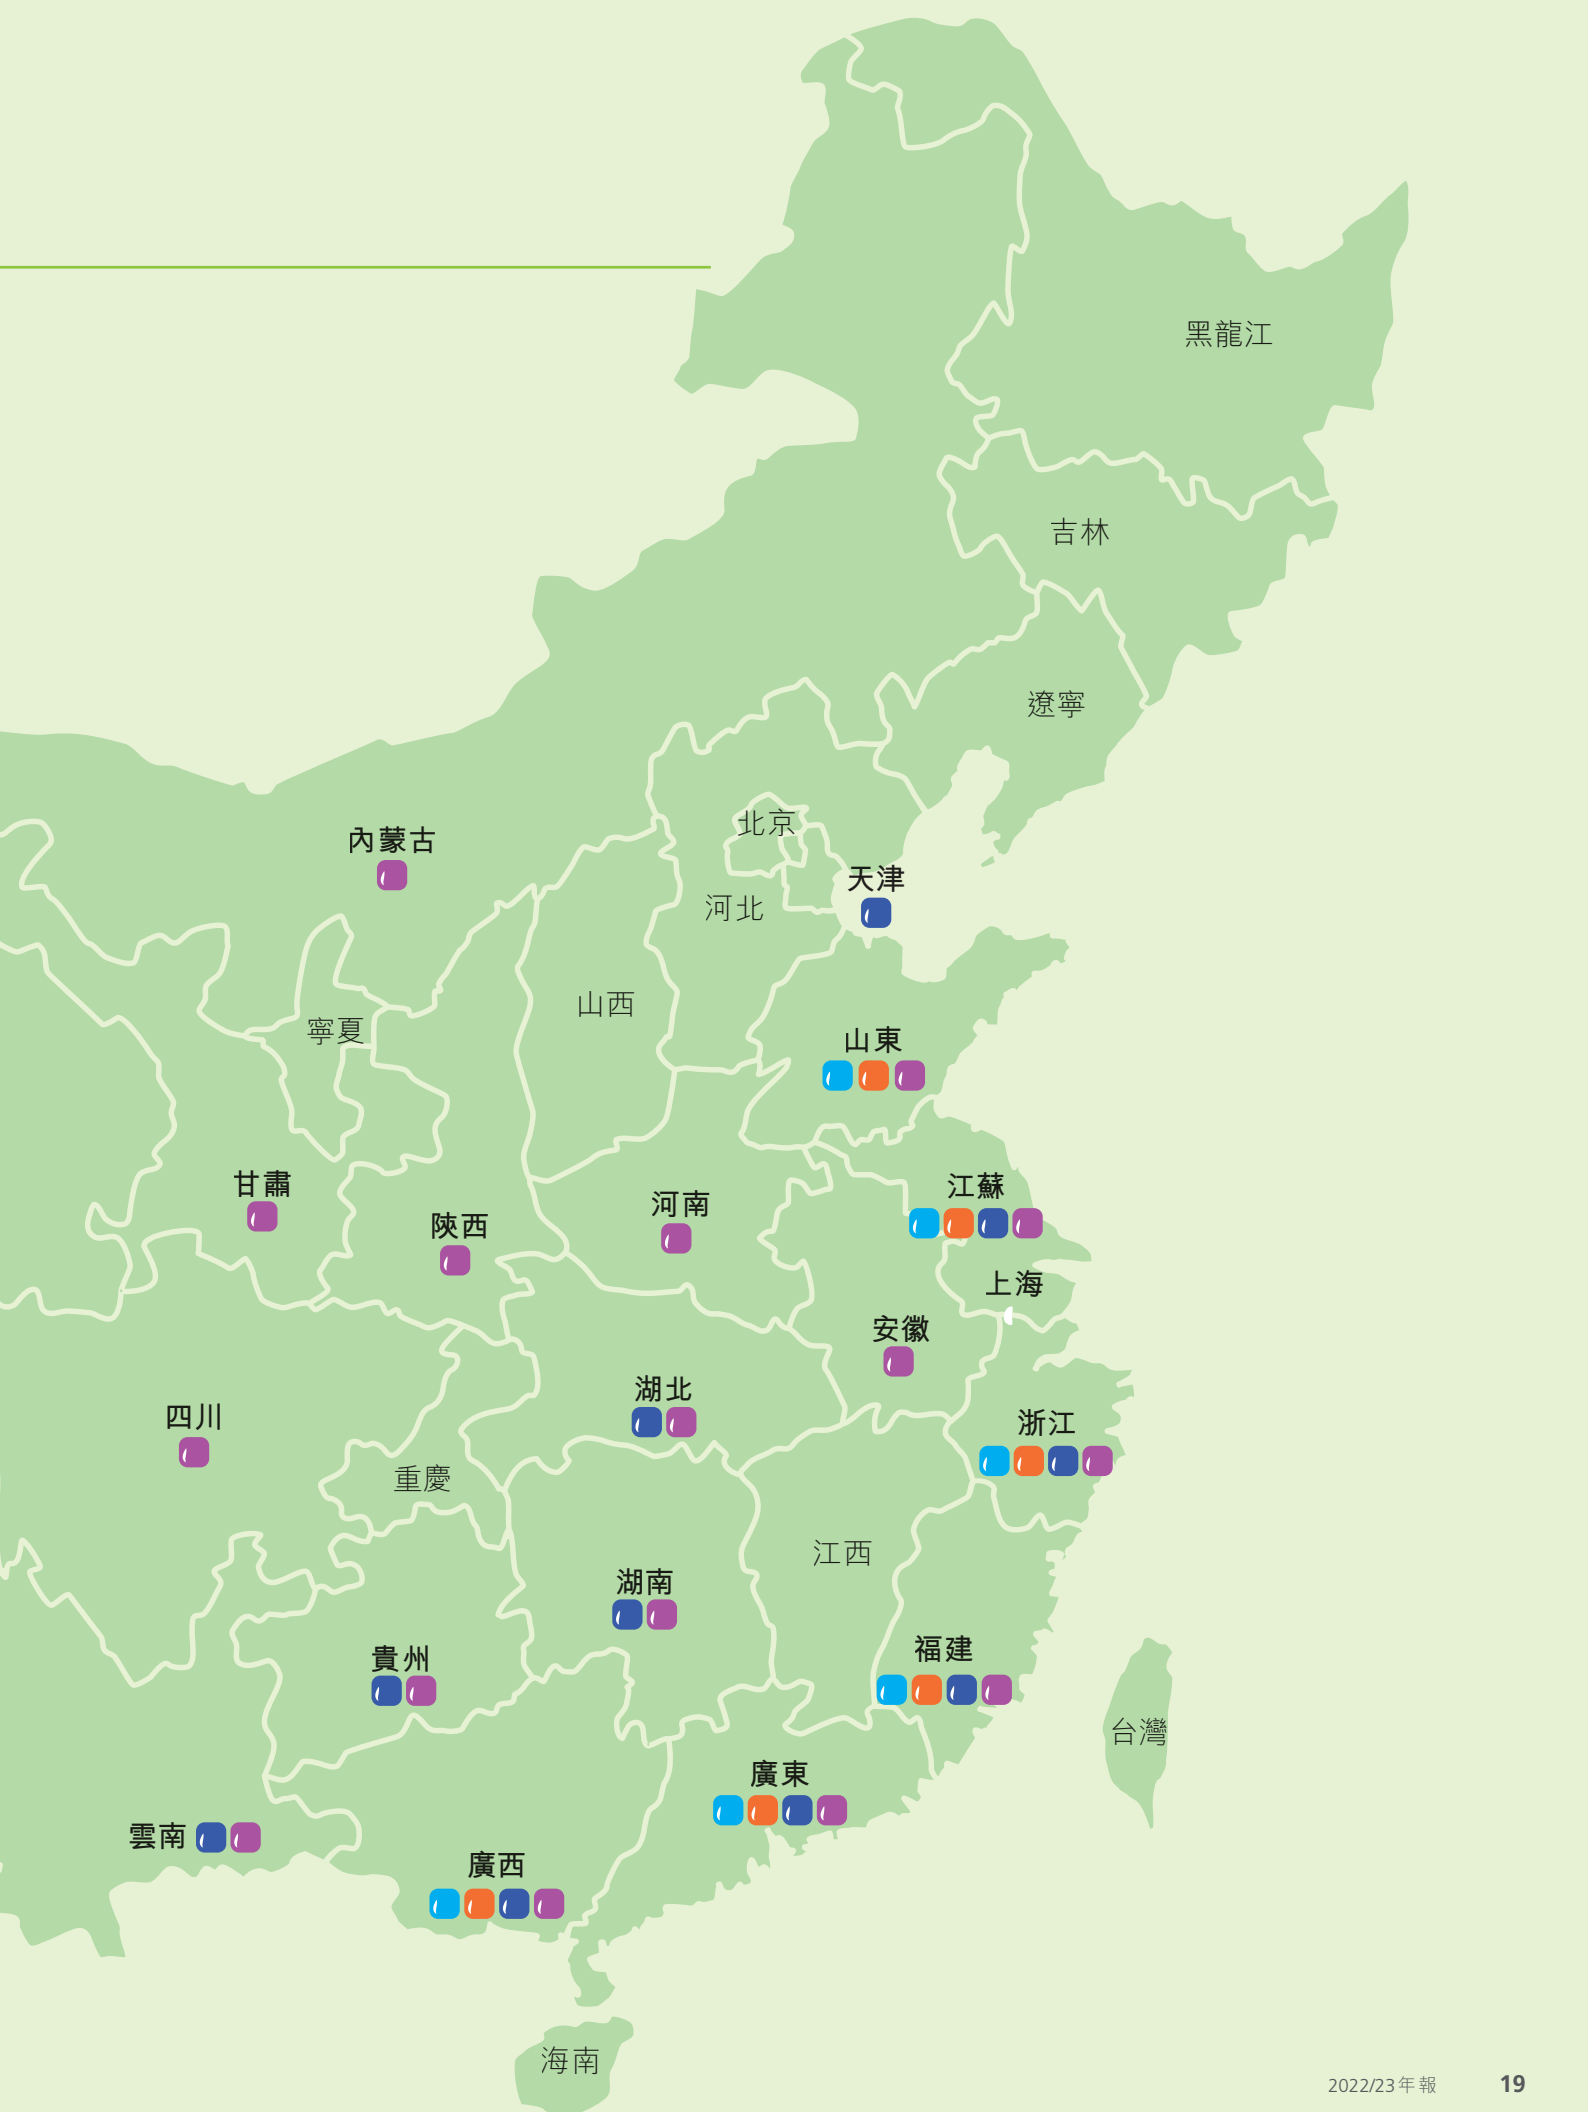 黑龍江
吉林
遼寧
北京
內蒙古
天津
河北
山西
寧夏
山東
甘肅
江蘇
河南
陝西
上海
安徽
湖北
四川
浙江
重慶
江西
湖南
福建
貴州
台灣
廣東
雲南
廣西
海南
2022/23年報 19